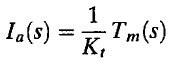 I_a(s) = \frac{1}{K_t} T_m(s)